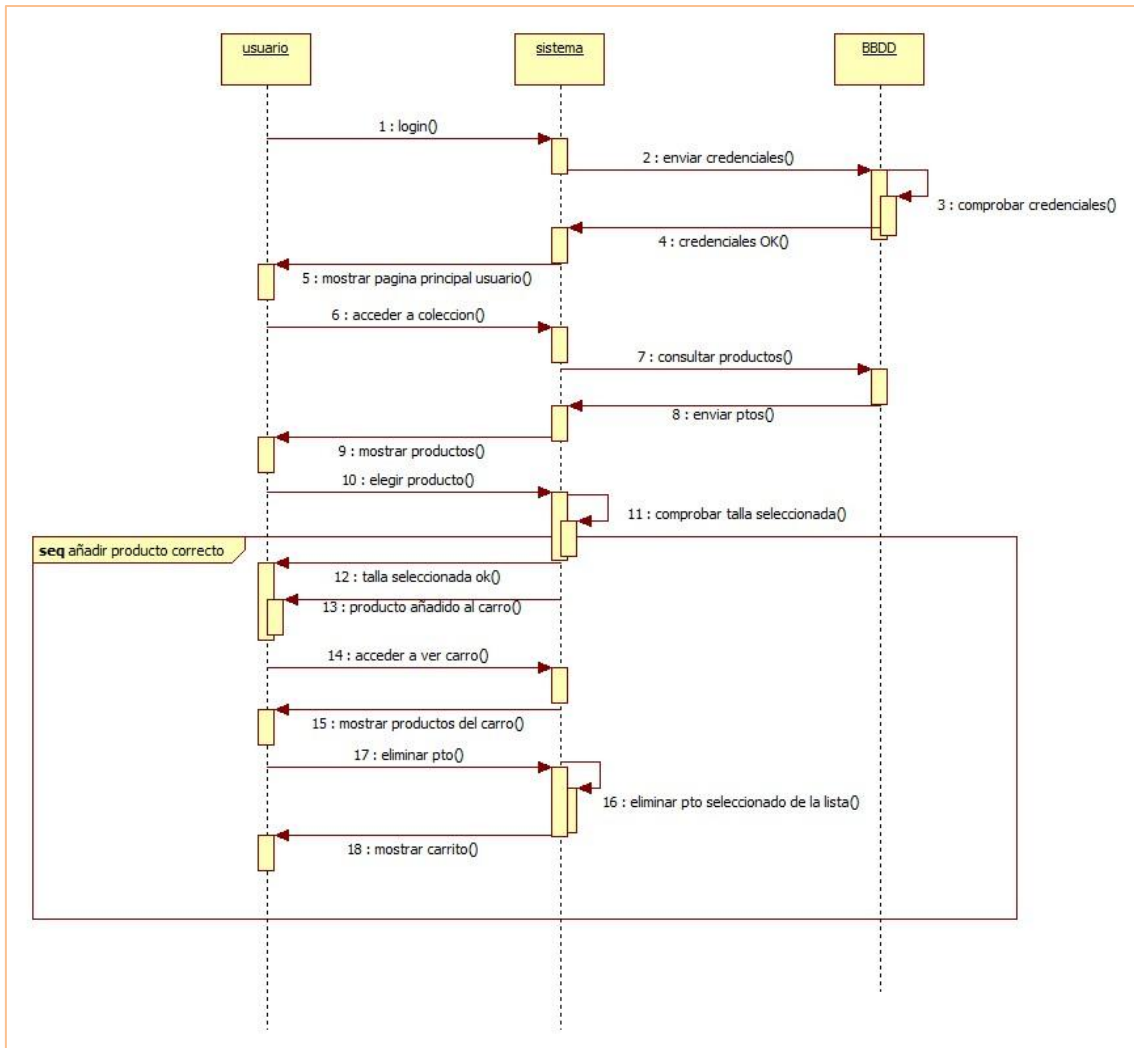 usuario
sistema
BBDD
1 : login()
2 : enviar credenciales()
3 : comprobar credenciales()
4 : credenciales OK()
5 : mostrar pagina principal usuario()
6 : acceder a coleccion()
7 : consultar productos()
8 : enviar ptos()
9 : mostrar productos()
10 : elegir producto()
11 : comprobar talla seleccionada()
seq añadir producto correcto
12 : talla seleccionada ok()
13 : producto añadido al carro()
14 : acceder a ver carro()
15 : mostrar productos del carro()
17 : eliminar pto()
16 : eliminar pto seleccionado de la lista()
18 : mostrar carrito()